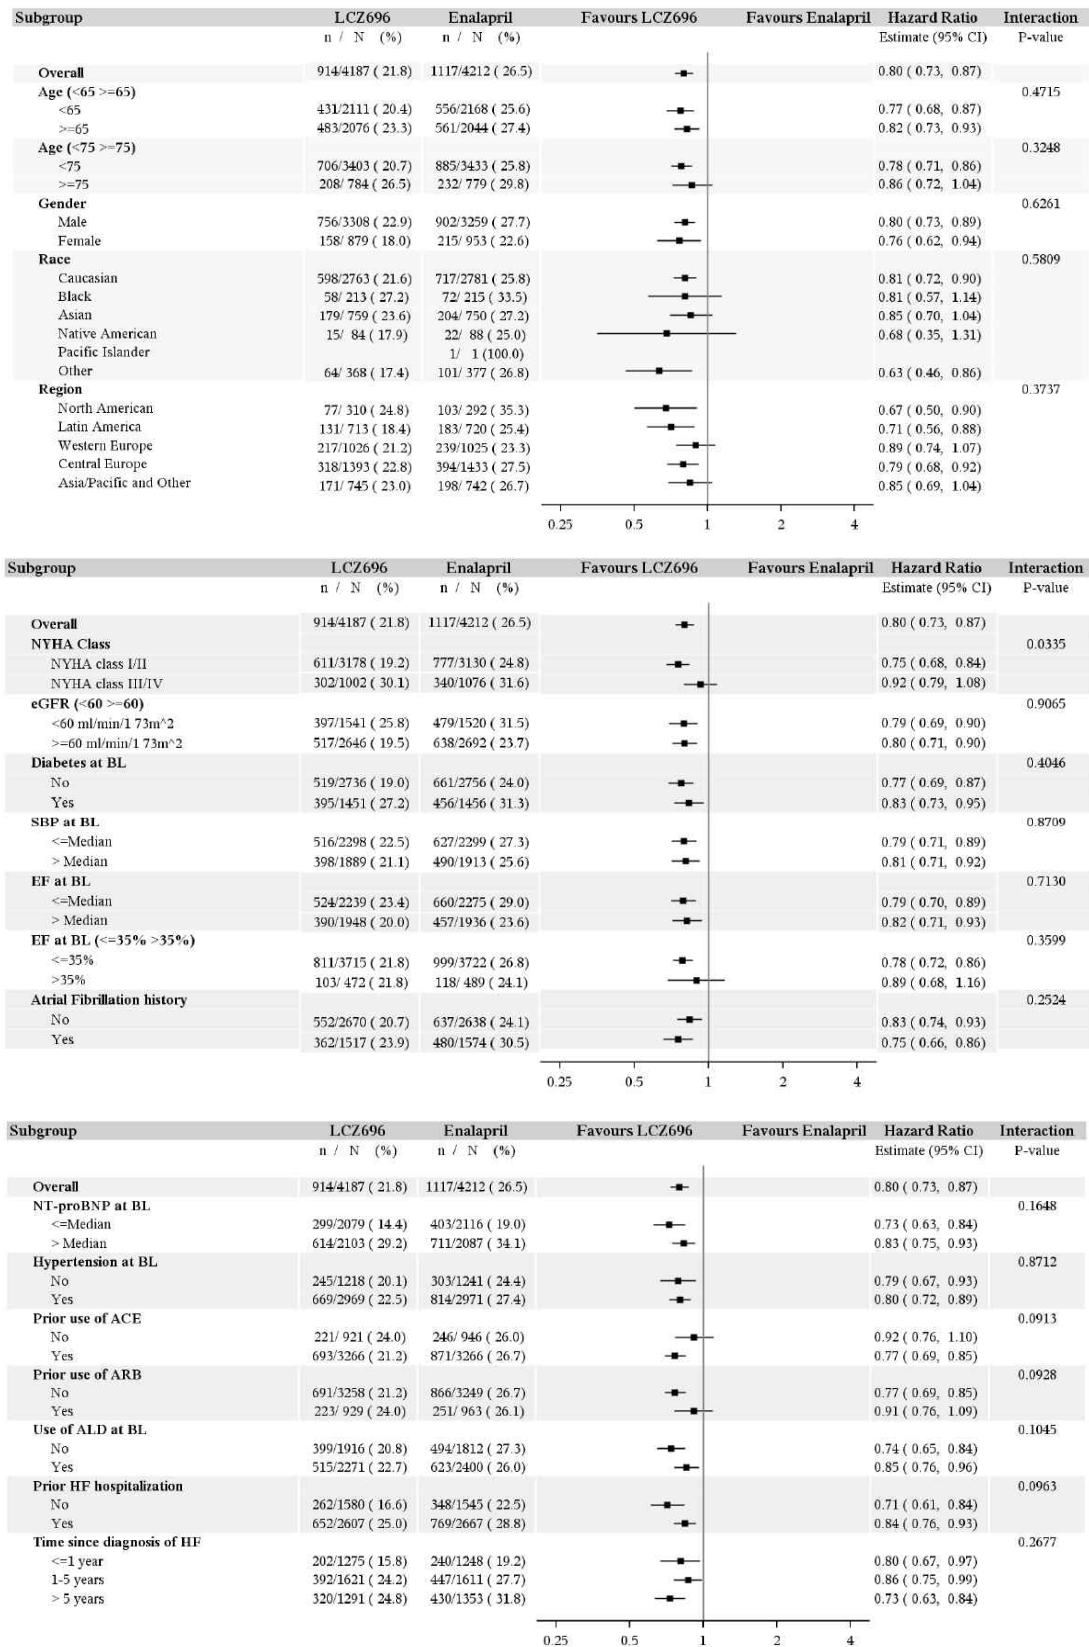 Subgroup LCZ696 Enalapril Favours LCZ696 Favours Enalapril Hazard Ratio Interaction
n / N (%) n / N (%) Estimate (95% CI) P-value
Overall 914/4187 ( 21.8) 1117/4212 ( 26.5) 0.80 ( 0.73, 0.87)
Age (<65 >=65) 0.4715
<65 431/2111 ( 20.4) 556/2168 ( 25.6) 0.77 ( 0.68, 0.87)
>=65 483/2076 ( 23.3) 561/2044 ( 27.4) 0.82 ( 0.73, 0.93)
Age (<75 >=75) 0.3248
<75 706/3403 ( 20.7) 885/3433 ( 25.8) 0.78 ( 0.71, 0.86)
>=75 208/ 784 ( 26.5) 232/ 779 ( 29.8) 0.86 ( 0.72, 1.04)
Gender 0.6261
Male 756/3308 ( 22.9) 902/3259 ( 27.7) 0.80 ( 0.73, 0.89)
Female 158/ 879 ( 18.0) 215/ 953 ( 22.6) 0.76 ( 0.62, 0.94)
Race 0.5809
Caucasian 598/2763 ( 21.6) 717/2781 ( 25.8) 0.81 ( 0.72, 0.90)
Black 58/ 213 ( 27.2) 72/ 215 ( 33.5) 0.81 ( 0.57, 1.14)
Asian 179/ 759 ( 23.6) 204/ 750 ( 27.2) 0.85 ( 0.70, 1.04)
Native American 15/ 84 ( 17.9) 22/ 88 ( 25.0) 0.68 ( 0.35, 1.31)
Pacific Islander 1/ 1 (100.0)
Other 64/ 368 ( 17.4) 101/ 377 ( 26.8) 0.63 ( 0.46, 0.86)
Region 0.3737
North American 77/ 310 ( 24.8) 103/ 292 ( 35.3) 0.67 ( 0.50, 0.90)
Latin America 131/ 713 ( 18.4) 183/ 720 ( 25.4) 0.71 ( 0.56, 0.88)
Western Europe 217/1026 ( 21.2) 239/1025 ( 23.3) 0.89 ( 0.74, 1.07)
Central Europe 318/1393 ( 22.8) 394/1433 ( 27.5) 0.79 ( 0.68, 0.92)
Asia/Pacific and Other 171/ 745 ( 23.0) 198/ 742 ( 26.7) 0.85 ( 0.69, 1.04)
0.25 0.5 1 2 4
Subgroup LCZ696 Enalapril Favours LCZ696 Favours Enalapril Hazard Ratio Interaction
n / N (%) n / N (%) Estimate (95% CI) P-value
Overall 914/4187 ( 21.8) 1117/4212 ( 26.5) 0.80 ( 0.73, 0.87)
NYHA Class 0.0335
NYHA class I/II 611/3178 ( 19.2) 777/3130 ( 24.8) 0.75 ( 0.68, 0.84)
NYHA class III/IV 302/1002 ( 30.1) 340/1076 ( 31.6) 0.92 ( 0.79, 1.08)
eGFR (<60 >=60) 0.9065
<60 ml/min/1 73m^2 397/1541 ( 25.8) 479/1520 ( 31.5) 0.79 ( 0.69, 0.90)
>=60 ml/min/1 73m^2 517/2646 ( 19.5) 638/2692 ( 23.7) 0.80 ( 0.71, 0.90)
Diabetes at BL 0.4046
No 519/2736 ( 19.0) 661/2756 ( 24.0) 0.77 ( 0.69, 0.87)
Yes 395/1451 ( 27.2) 456/1456 ( 31.3) 0.83 ( 0.73, 0.95)
SBP at BL 0.8709
<=Median 516/2298 ( 22.5) 627/2299 ( 27.3) 0.79 ( 0.71, 0.89)
> Median 398/1889 ( 21.1) 490/1913 ( 25.6) 0.81 ( 0.71, 0.92)
EF at BL 0.7130
<=Median 524/2239 ( 23.4) 660/2275 ( 29.0) 0.79 ( 0.70, 0.89)
> Median 390/1948 ( 20.0) 457/1936 ( 23.6) 0.82 ( 0.71, 0.93)
EF at BL (<=35% >35%) 0.3599
<=35% 811/3715 ( 21.8) 999/3722 ( 26.8) 0.78 ( 0.72, 0.86)
>35% 103/ 472 ( 21.8) 118/ 489 ( 24.1) 0.89 ( 0.68, 1.16)
Atrial Fibrillation history 0.2524
No 552/2670 ( 20.7) 637/2638 ( 24.1) 0.83 ( 0.74, 0.93)
Yes 362/1517 ( 23.9) 480/1574 ( 30.5) 0.75 ( 0.66, 0.86)
0.25 0.5 1 2 4
Subgroup LCZ696 Enalapril Favours LCZ696 Favours Enalapril Hazard Ratio Interaction
n / N (%) n / N (%) Estimate (95% CI) P-value
Overall 914/4187 ( 21.8) 1117/4212 ( 26.5) 0.80 ( 0.73, 0.87)
NT-proBNP at BL 0.1648
<=Median 299/2079 ( 14.4) 403/2116 ( 19.0) 0.73 ( 0.63, 0.84)
> Median 614/2103 ( 29.2) 711/2087 ( 34.1) 0.83 ( 0.75, 0.93)
Hypertension at BL 0.8712
No 245/1218 ( 20.1) 303/1241 ( 24.4) 0.79 ( 0.67, 0.93)
Yes 669/2969 ( 22.5) 814/2971 ( 27.4) 0.80 ( 0.72, 0.89)
Prior use of ACE 0.0913
No 221/ 921 ( 24.0) 246/ 946 ( 26.0) 0.92 ( 0.76, 1.10)
Yes 693/3266 ( 21.2) 871/3266 ( 26.7) 0.77 ( 0.69, 0.85)
Prior use of ARB 0.0928
No 691/3258 ( 21.2) 866/3249 ( 26.7) 0.77 ( 0.69, 0.85)
Yes 223/ 929 ( 24.0) 251/ 963 ( 26.1) 0.91 ( 0.76, 1.09)
Use of ALD at BL 0.1045
No 399/1916 ( 20.8) 494/1812 ( 27.3) 0.74 ( 0.65, 0.84)
Yes 515/2271 ( 22.7) 623/2400 ( 26.0) 0.85 ( 0.76, 0.96)
Prior HF hospitalization 0.0963
No 262/1580 ( 16.6) 348/1545 ( 22.5) 0.71 ( 0.61, 0.84)
Yes 652/2607 ( 25.0) 769/2667 ( 28.8) 0.84 ( 0.76, 0.93)
Time since diagnosis of HF 0.2677
<=1 year 202/1275 ( 15.8) 240/1248 ( 19.2) 0.80 ( 0.67, 0.97)
1-5 years 392/1621 ( 24.2) 447/1611 ( 27.7) 0.86 ( 0.75, 0.99)
> 5 years 320/1291 ( 24.8) 430/1353 ( 31.8) 0.73 ( 0.63, 0.84)
0.25 0.5 1 2 4